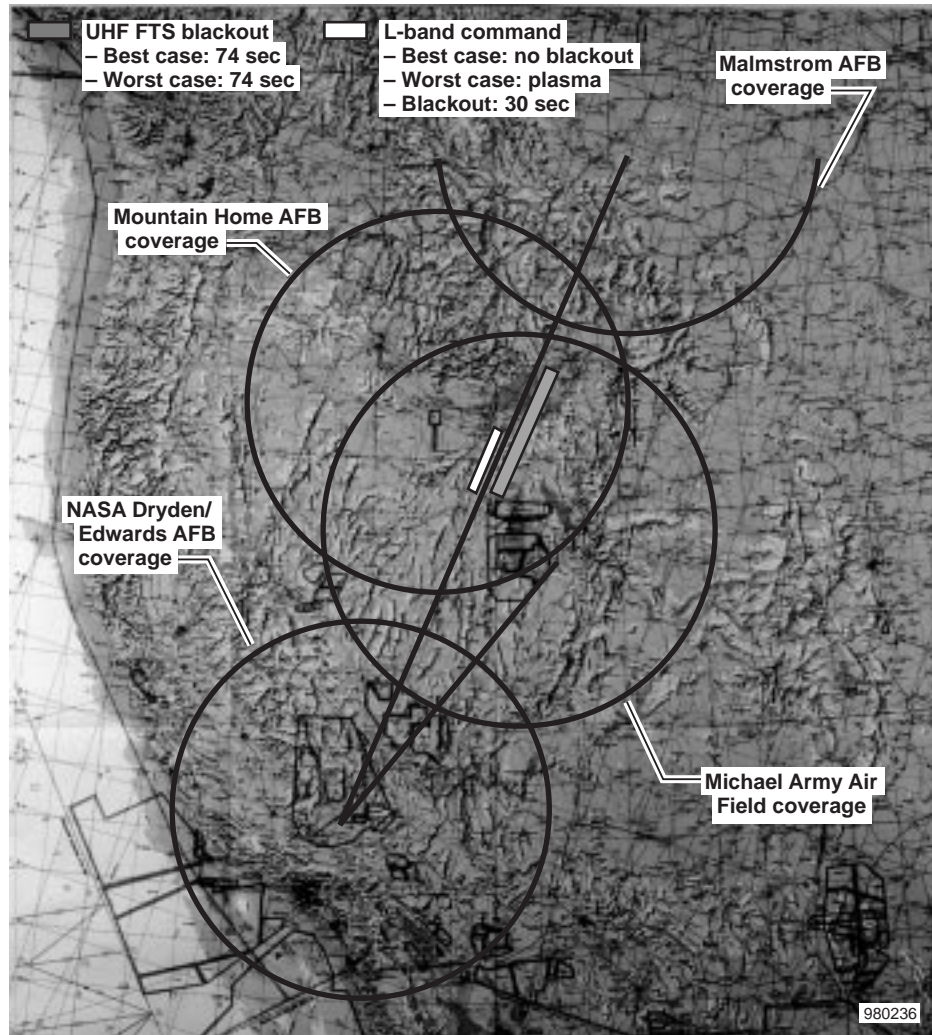 UHF FTS blackout
– Best case: 74 sec
– Worst case: 74 sec
L-band command
– Best case: no blackout
– Worst case: plasma
– Blackout: 30 sec
Malmstrom AFB
coverage
Mountain Home AFB
coverage
NASA Dryden/
Edwards AFB
coverage
Michael Army Air
Field coverage
980236